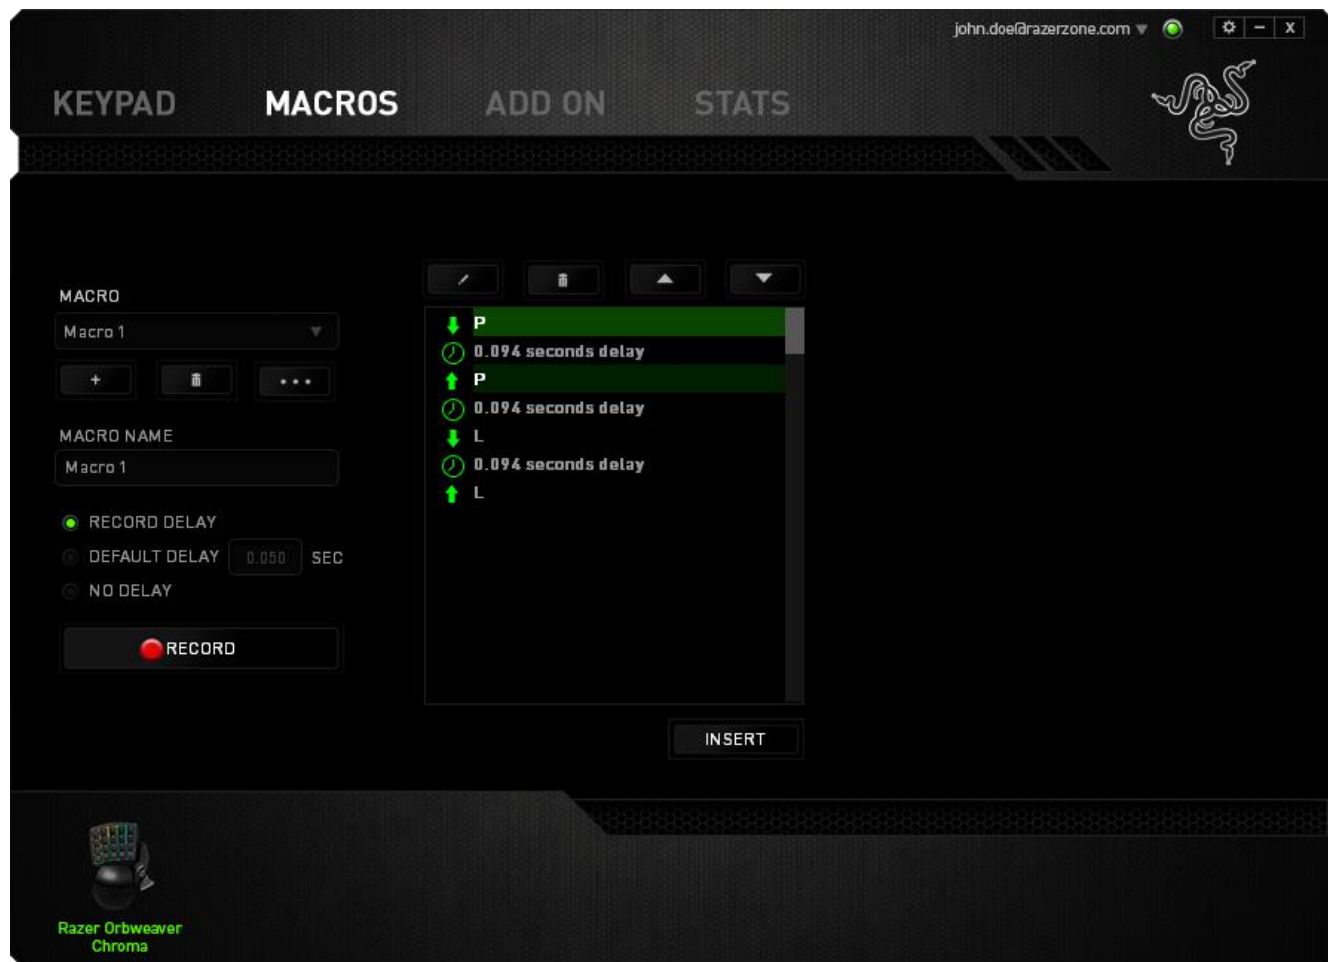 john.doe@razerzone.com
KEYPAD MACROS ADD ON STATS
MACRO
Macro 1
MACRO NAME
Macro 1
RECORD DELAY
DEFAULT DELAY 0.050 SEC
NO DELAY
RECORD
P
0.094 seconds delay
P
0.094 seconds delay
L
0.094 seconds delay
L
INSERT
Razer Orbweaver
Chroma